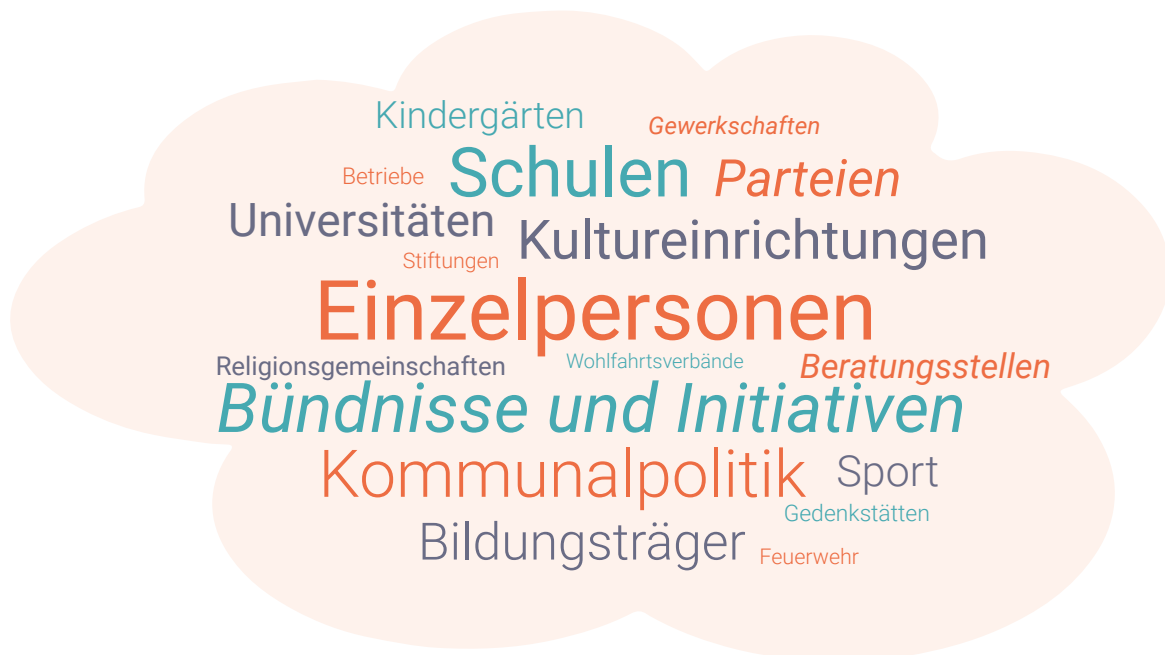 Kindergärten
Gewerkschaften
Betriebe
Schulen
Parteien
Universitäten
Kultureinrichtungen
Stiftungen
Einzelpersonen
Religionsgemeinschaften
Wohlfahrtsverbände
Beratungsstellen
Bündnisse und Initiativen
Kommunalpolitik
Sport
Gedenkstätten
Bildungsträger
Feuerwehr